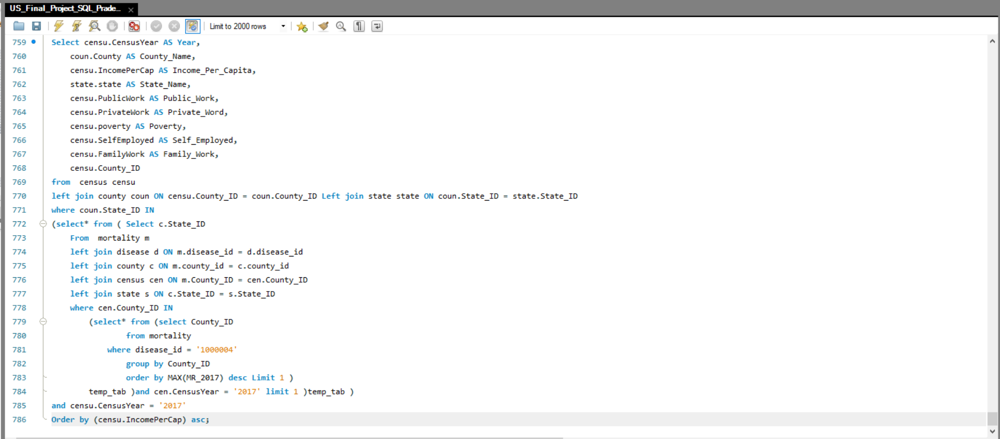 US_Final_Project_SQL_Prade...
Limit to 2000 rows
759 Select censu.CensusYear AS Year,
760 coun.County AS County_Name,
761 censu.IncomePerCap AS Income_Per_Capita,
762 state.state AS State_Name,
763 censu.PublicWork AS Public_Work,
764 censu.PrivateWork AS Private_Word,
765 censu.poverty AS Poverty,
766 censu.SelfEmployed AS Self_Employed,
767 censu.FamilyWork AS Family_Work,
768 censu.County_ID
769 from  census censu
770 left join county coun ON censu.County_ID = coun.County_ID Left join state state ON coun.State_ID = state.State_ID
771 where coun.State_ID IN
772 (select* from ( Select c.State_ID
773 From  mortality m
774 left join disease d ON m.disease_id = d.disease_id
775 left join county c ON m.county_id = c.county_id
776 left join census cen ON m.County_ID = cen.County_ID
777 left join state s ON c.State_ID = s.State_ID
778 where cen.County_ID IN
779 (select* from (select County_ID
780 from mortality
781 where disease_id = '1000004'
782 group by County_ID
783 order by MAX(MR_2017) desc Limit 1 )
784 temp_tab )and cen.CensusYear = '2017' limit 1 )temp_tab )
785 and censu.CensusYear = '2017'
786 Order by (censu.IncomePerCap) asc;